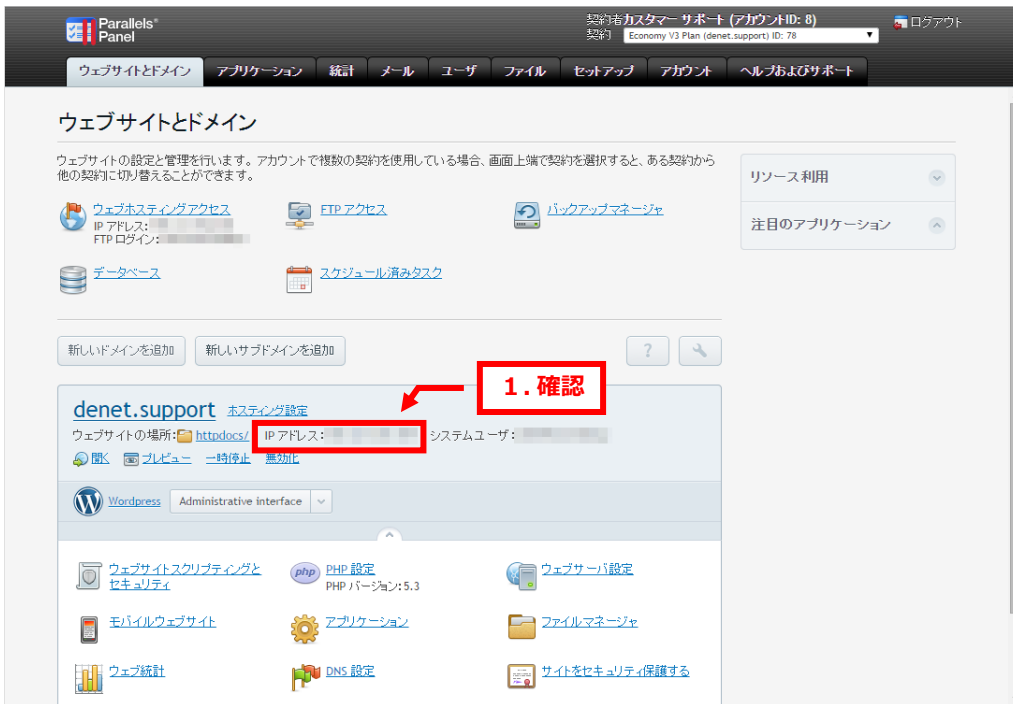 Parallels®
Panel
契約者カスタマー サポート (アカウントID: 8)
契約 Economy V3 Plan (denet.support) ID: 78
ログアウト
ウェブサイトとドメイン アプリケーション 統計 メール ユーザ ファイル セットアップ アカウント ヘルプおよびサポート
ウェブサイトとドメイン
ウェブサイトの設定と管理を行います。アカウントで複数の契約を使用している場合、画面上端で契約を選択すると、ある契約から
他の契約に切り替えることができます。
リソース利用
注目のアプリケーション
ウェブホスティングアクセス
IP アドレス:
FTP ログイン:
FTP アクセス
バックアップマネージャ
データベース
スケジュール済みタスク
新しいドメインを追加 新しいサブドメインを追加 ?
1. 確認
denet.support ホスティング設定
ウェブサイトの場所: httpdocs/ IP アドレス: システムユーザ:
開く プレビュー 一時停止 無効化
Wordpress Administrative interface
ウェブサイトスクリプティングと
セキュリティ
php PHP 設定
PHP バージョン: 5.3
ウェブサーバ設定
モバイルウェブサイト
アプリケーション
ファイルマネージャ
ウェブ統計
DNS 設定
サイトをセキュリティ保護する